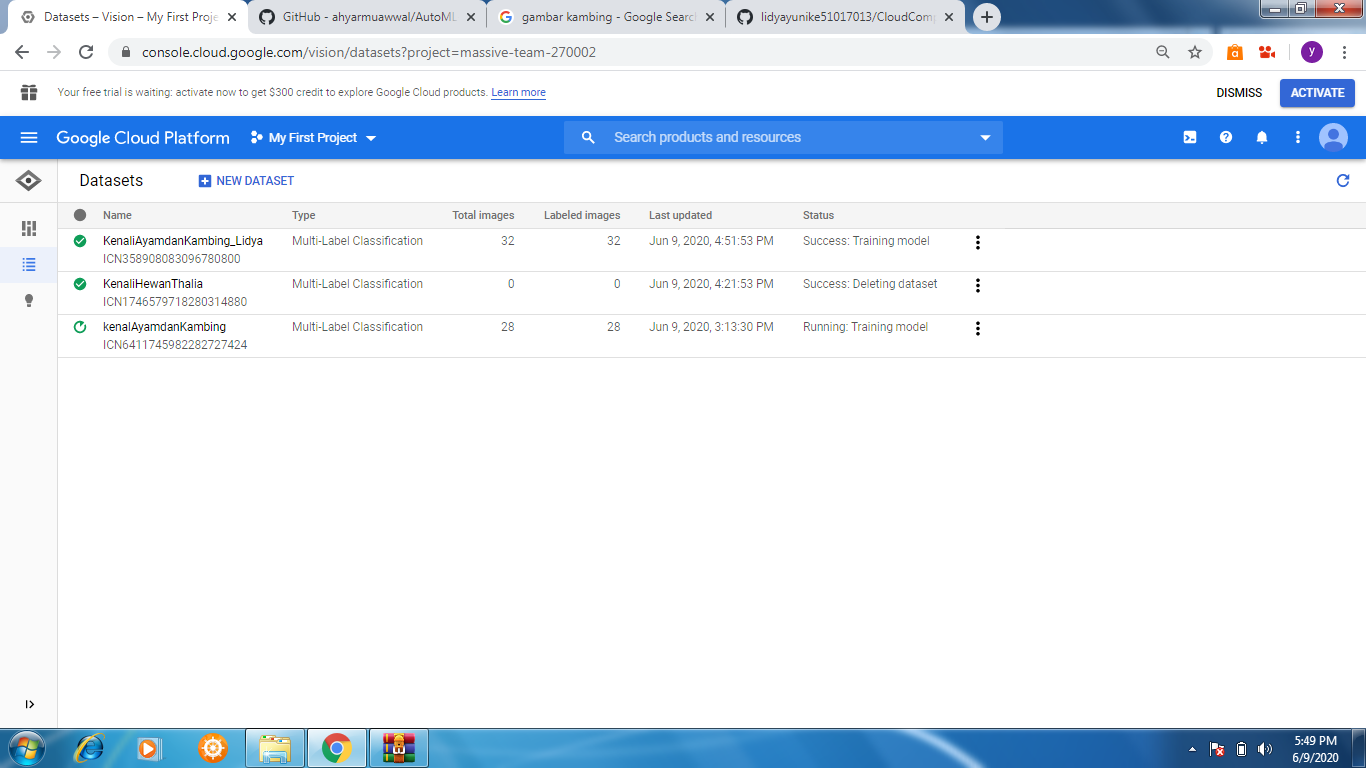 Datasets – Vision – My First Proje
GitHub - ahyarmuawwal/AutoML
gambar kambing - Google Searc
lidyayunike51017013/CloudComp
console.cloud.google.com/vision/datasets?project=massive-team-270002
y
Your free trial is waiting: activate now to get $300 credit to explore Google Cloud products. Learn more
DISMISS
ACTIVATE
Google Cloud Platform
My First Project
Search products and resources
Datasets
NEW DATASET
Name Type Total images Labeled images Last updated Status
KenaliAyamdanKambing_Lidya Multi-Label Classification 32 32 Jun 9, 2020, 4:51:53 PM Success: Training model
ICN358908083096780800
KenaliHewanThalia Multi-Label Classification 0 0 Jun 9, 2020, 4:21:53 PM Success: Deleting dataset
ICN1746579718280314880
kenalAyamdanKambing Multi-Label Classification 28 28 Jun 9, 2020, 3:13:30 PM Running: Training model
ICN6411745982282727424
5:49 PM
6/9/2020